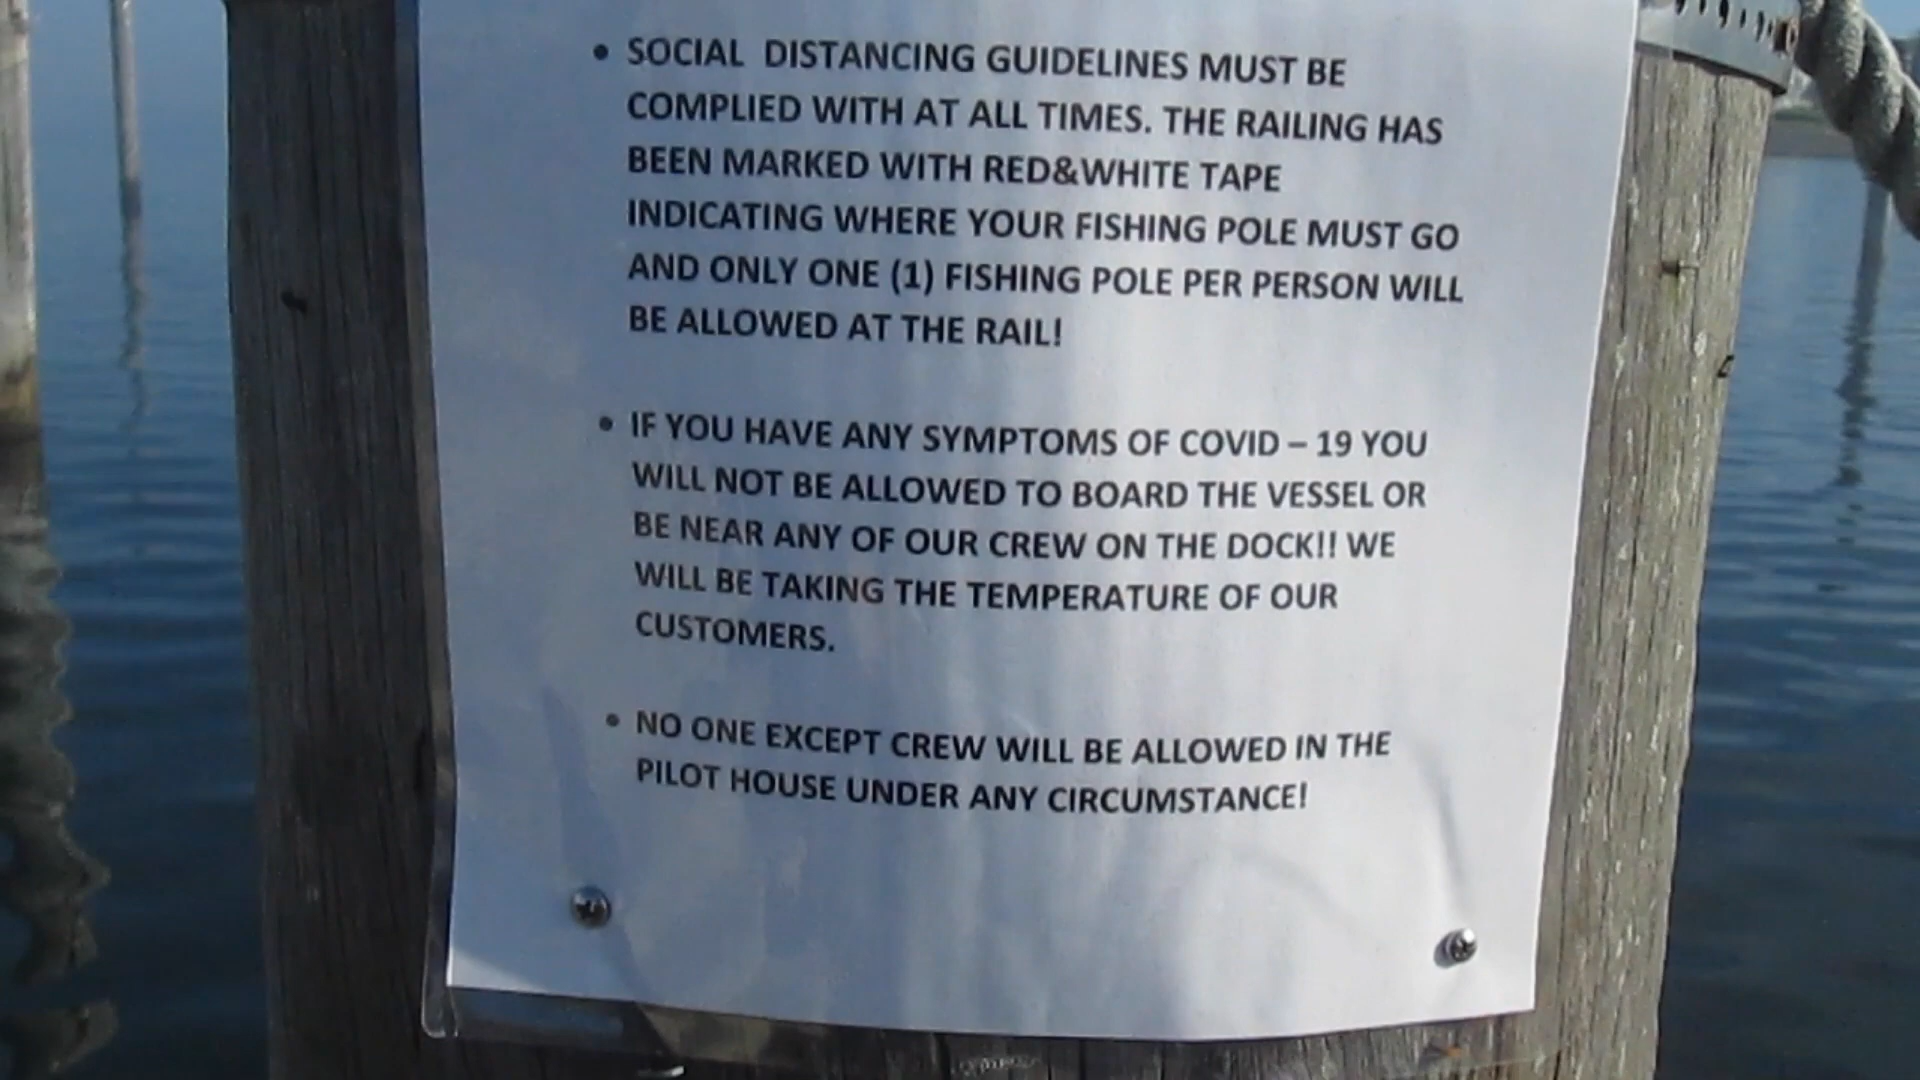 • SOCIAL DISTANCING GUIDELINES MUST BE
COMPLIED WITH AT ALL TIMES. THE RAILING HAS
BEEN MARKED WITH RED&WHITE TAPE
INDICATING WHERE YOUR FISHING POLE MUST GO
AND ONLY ONE (1) FISHING POLE PER PERSON WILL
BE ALLOWED AT THE RAIL!
• IF YOU HAVE ANY SYMPTOMS OF COVID – 19 YOU
WILL NOT BE ALLOWED TO BOARD THE VESSEL OR
BE NEAR ANY OF OUR CREW ON THE DOCK!! WE
WILL BE TAKING THE TEMPERATURE OF OUR
CUSTOMERS.
• NO ONE EXCEPT CREW WILL BE ALLOWED IN THE
PILOT HOUSE UNDER ANY CIRCUMSTANCE!